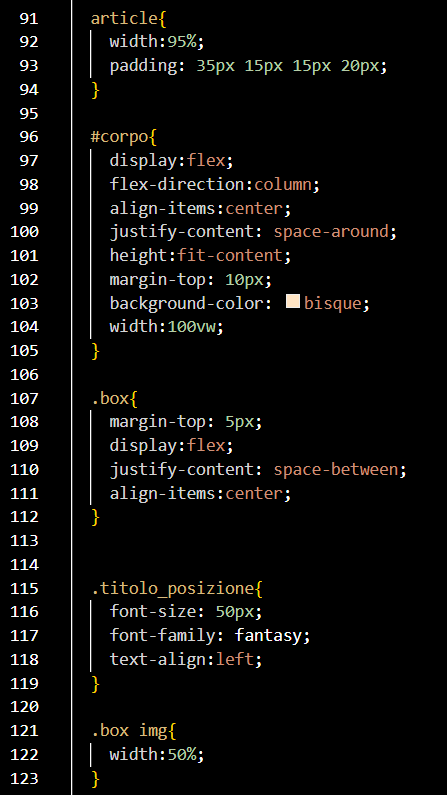 91 article{
92 width:95%;
93 padding: 35px 15px 15px 20px;
94 }
95
96 #corpo{
97 display:flex;
98 flex-direction:column;
99 align-items:center;
100 justify-content: space-around;
101 height:fit-content;
102 margin-top: 10px;
103 background-color: bisque;
104 width:100vw;
105 }
106
107 .box{
108 margin-top: 5px;
109 display:flex;
110 justify-content: space-between;
111 align-items:center;
112 }
113
114
115 .titolo_posizione{
116 font-size: 50px;
117 font-family: fantasy;
118 text-align:left;
119 }
120
121 .box img{
122 width:50%;
123 }